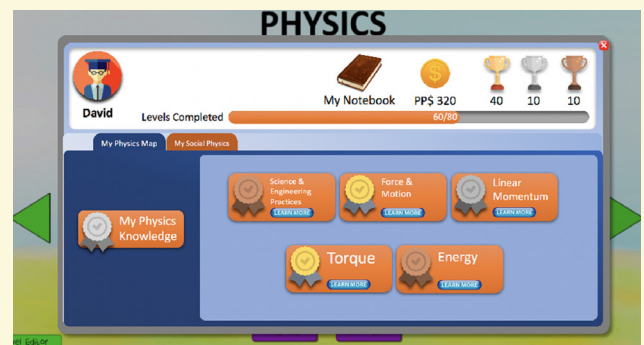 PHYSICS
David
My Notebook
PP$ 320
40
10
10
Levels Completed
60/80
My Physics Map
My Social Physics
My Physics
Knowledge
Science &
Engineering
Practices
LEARN MORE
Force &
Motion
LEARN MORE
Linear
Momentum
LEARN MORE
Torque
LEARN MORE
Energy
LEARN MORE
Editor